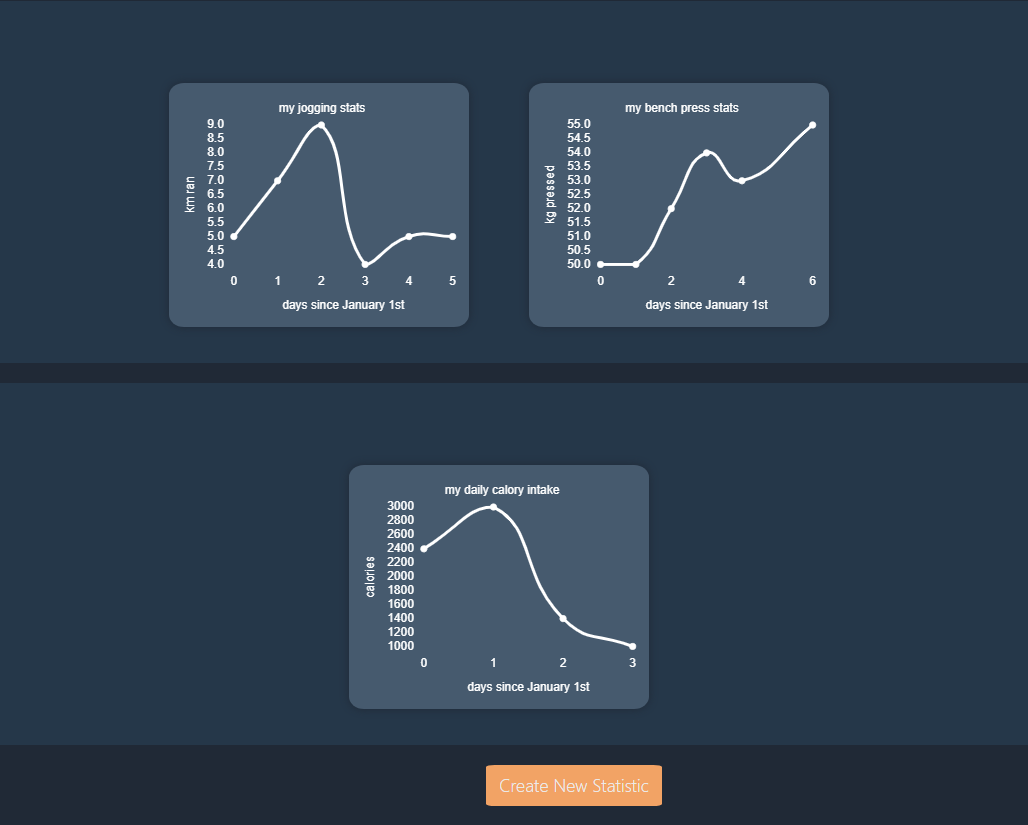 my jogging stats
km ran
9.0
8.5
8.0
7.5
7.0
6.5
6.0
5.5
5.0
4.5
4.0
0 1 2 3 4 5
days since January 1st
my bench press stats
kg pressed
55.0
54.5
54.0
53.5
53.0
52.5
52.0
51.5
51.0
50.5
50.0
0 2 4 6
days since January 1st
my daily calory intake
calories
3000
2800
2600
2400
2200
2000
1800
1600
1400
1200
1000
0 1 2 3
days since January 1st
Create New Statistic